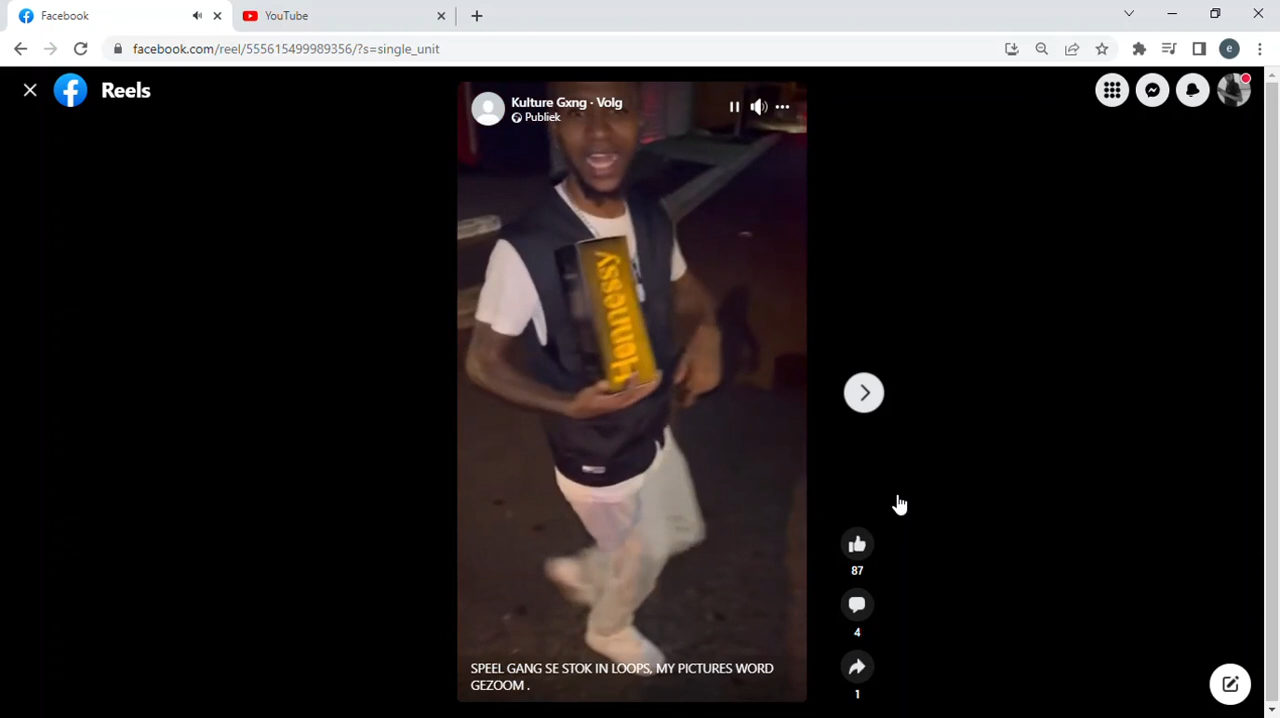 Facebook
YouTube
facebook.com/reel/555615499989356/?s=single_unit
e
Reels
Kulture Gxng · Volg
Publiek
Hennessy
87
4
1
SPEEL GANG SE STOK IN LOOPS, MY PICTURES WORD
GEZOOM .